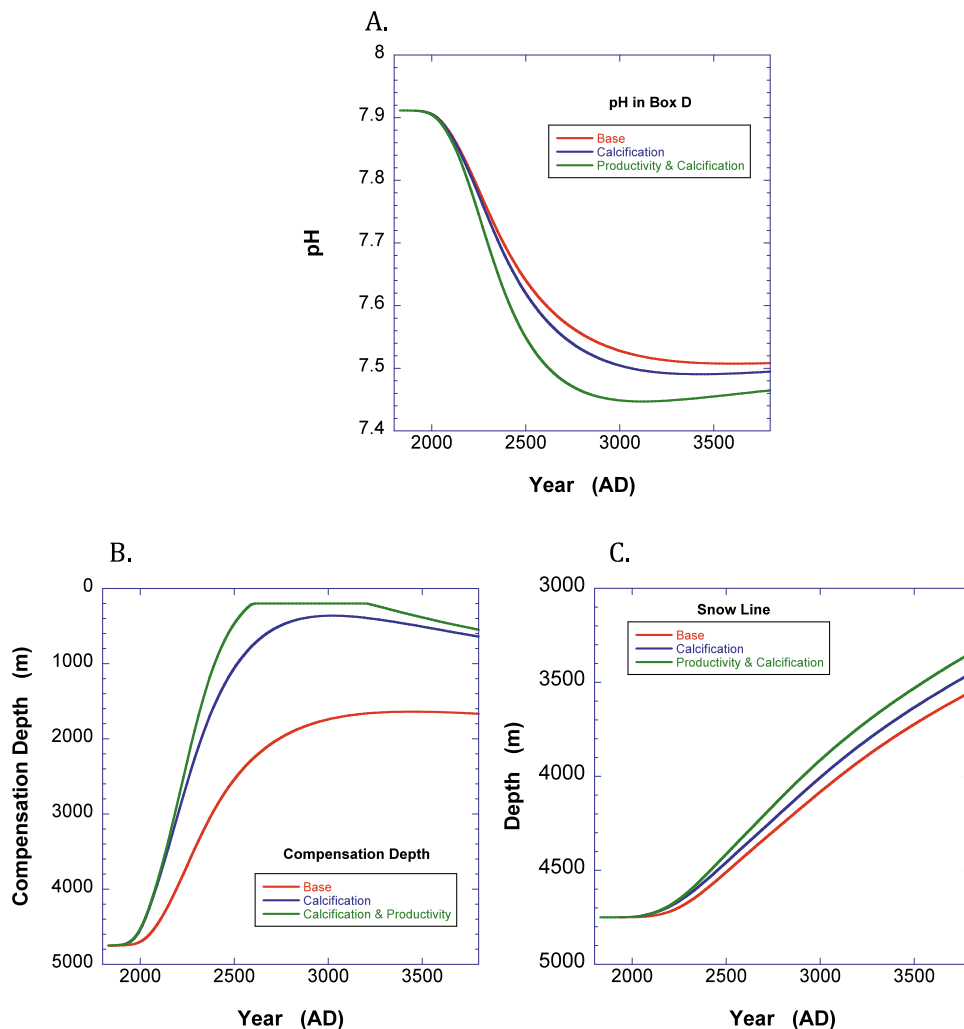 A.
pH in Box D
Base
Calcification
Productivity & Calcification
8
7.9
7.8
7.7
7.6
7.5
7.4
pH
2000 2500 3000 3500
Year (AD)
B.
Compensation Depth (m)
0
1000
2000
3000
4000
5000
Compensation Depth
Base
Calcification
Calcification & Productivity
2000 2500 3000 3500
Year (AD)
C.
Depth (m)
3000
3500
4000
4500
5000
Snow Line
Base
Calcification
Productivity & Calcification
2000 2500 3000 3500
Year (AD)